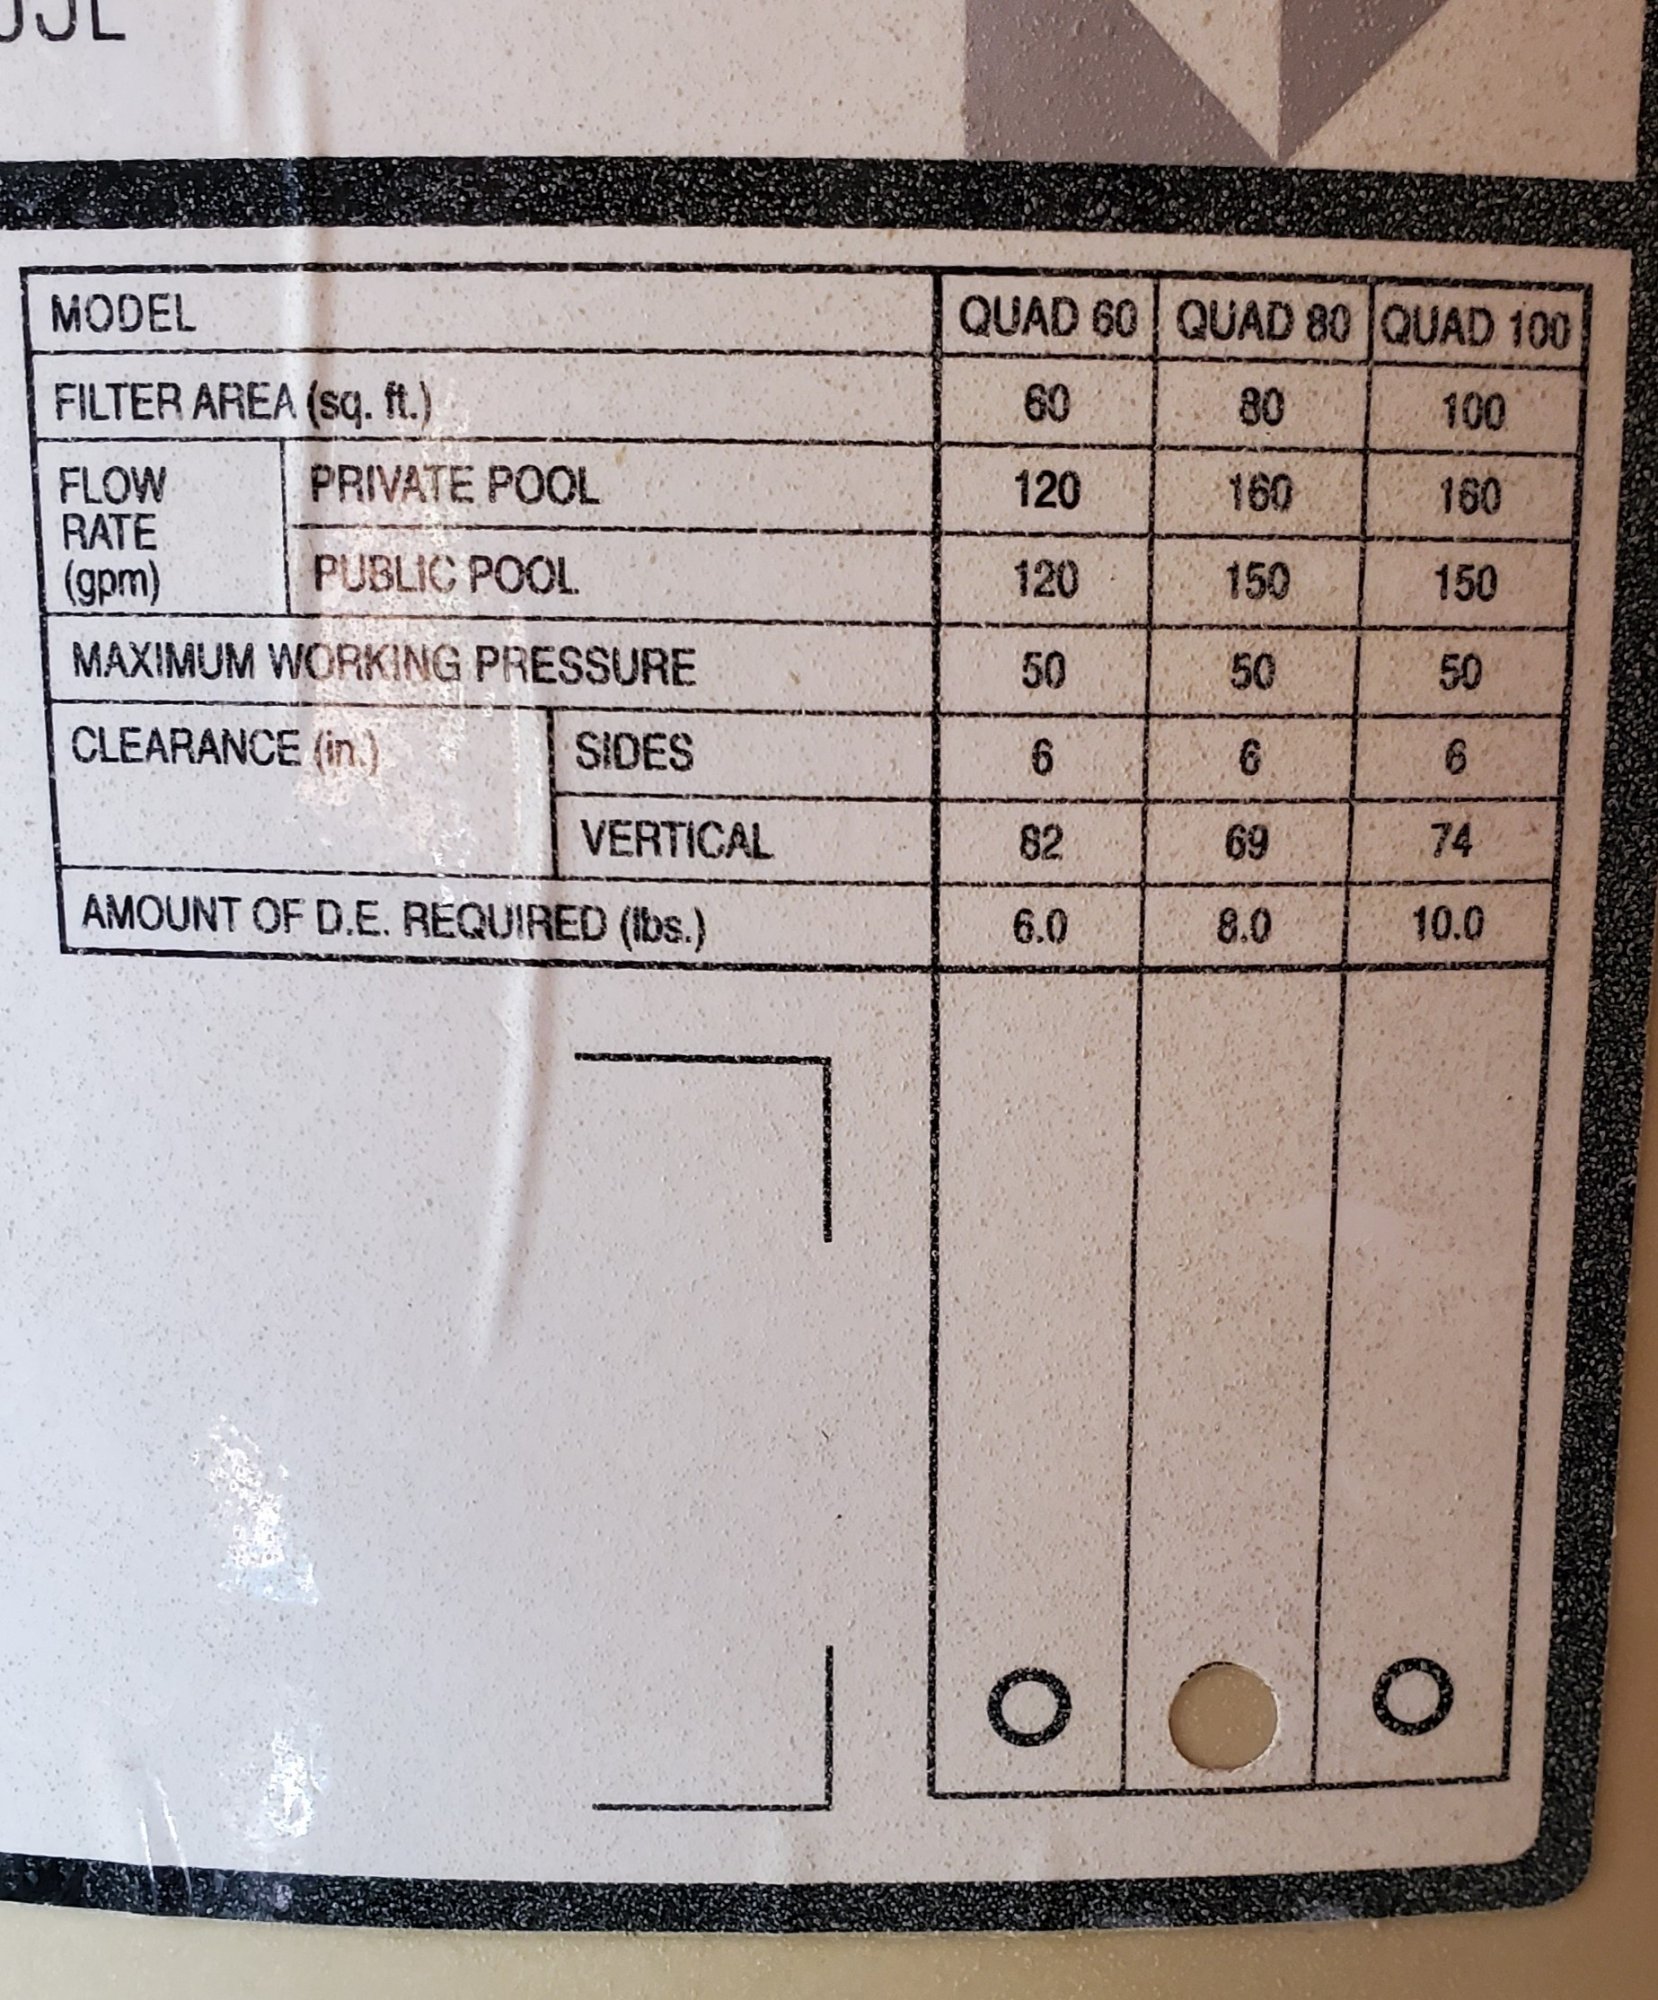 MODEL QUAD 60 QUAD 80 QUAD 100
FILTER AREA (sq. ft.) 60 80 100
FLOW RATE (gpm) PRIVATE POOL 120 160 160
PUBLIC POOL 120 150 150
MAXIMUM WORKING PRESSURE 50 50 50
CLEARANCE (in.) SIDES 6 6 6
VERTICAL 62 69 74
AMOUNT OF D.E. REQUIRED (lbs.) 6.0 8.0 10.0